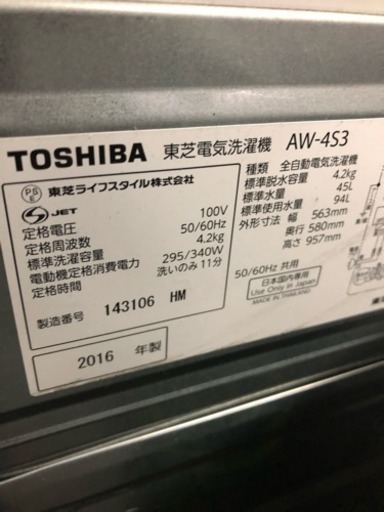 TOSHIBA 東芝電気洗濯機 AW-4S3
PS
E
東芝ライフスタイル株式会社
JET
定格電圧 100V
定格周波数 50/60Hz
標準洗濯容量 4.2kg
電動機定格消費電力 295/340W
定格時間 洗いのみ 11分
製造番号 143106 HM
2016 年製
種類 全自動電気洗濯機
標準脱水容量 4.2kg
標準水量 45L
標準使用水量 94L
外形寸法 幅 563mm
奥行 580mm
高さ 957mm
50/60Hz 共用
日本国内専用
Use only in Japan
MADE IN THAILAND